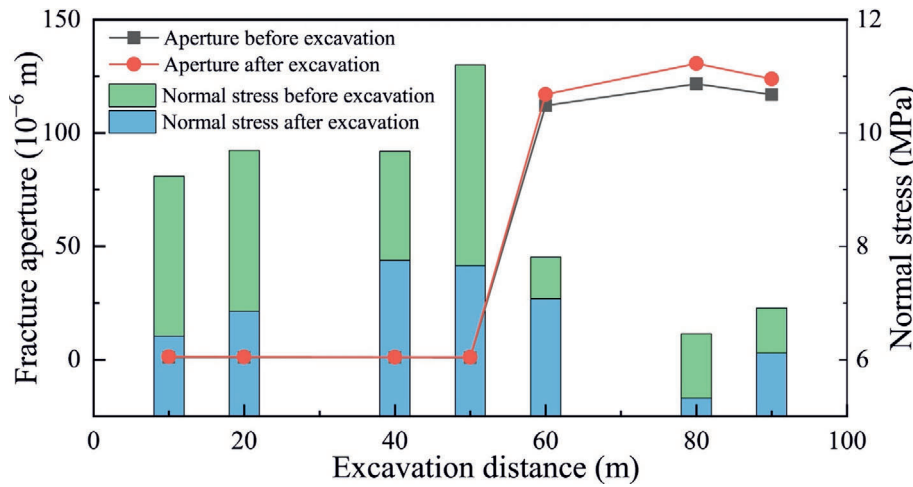 150
100
50
0
Fracture aperture (10⁻⁶ m)
Aperture before excavation
Aperture after excavation
Normal stress before excavation
Normal stress after excavation
12
10
8
6
Normal stress (MPa)
0
20
40
60
80
100
Excavation distance (m)